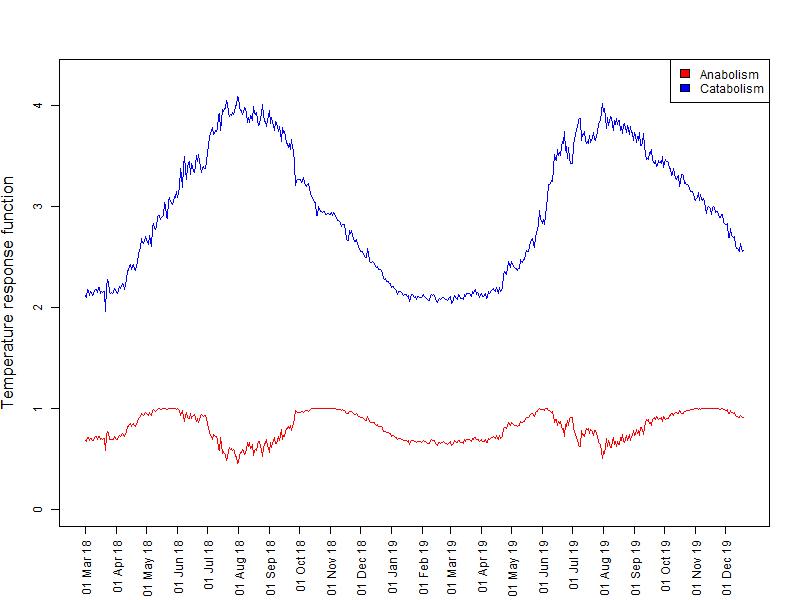 Anabolism
Catabolism
Temperature response function
4
3
2
1
0
01 Mar 18
01 Apr 18
01 May 18
01 Jun 18
01 Jul 18
01 Aug 18
01 Sep 18
01 Oct 18
01 Nov 18
01 Dec 18
01 Jan 19
01 Feb 19
01 Mar 19
01 Apr 19
01 May 19
01 Jun 19
01 Jul 19
01 Aug 19
01 Sep 19
01 Oct 19
01 Nov 19
01 Dec 19